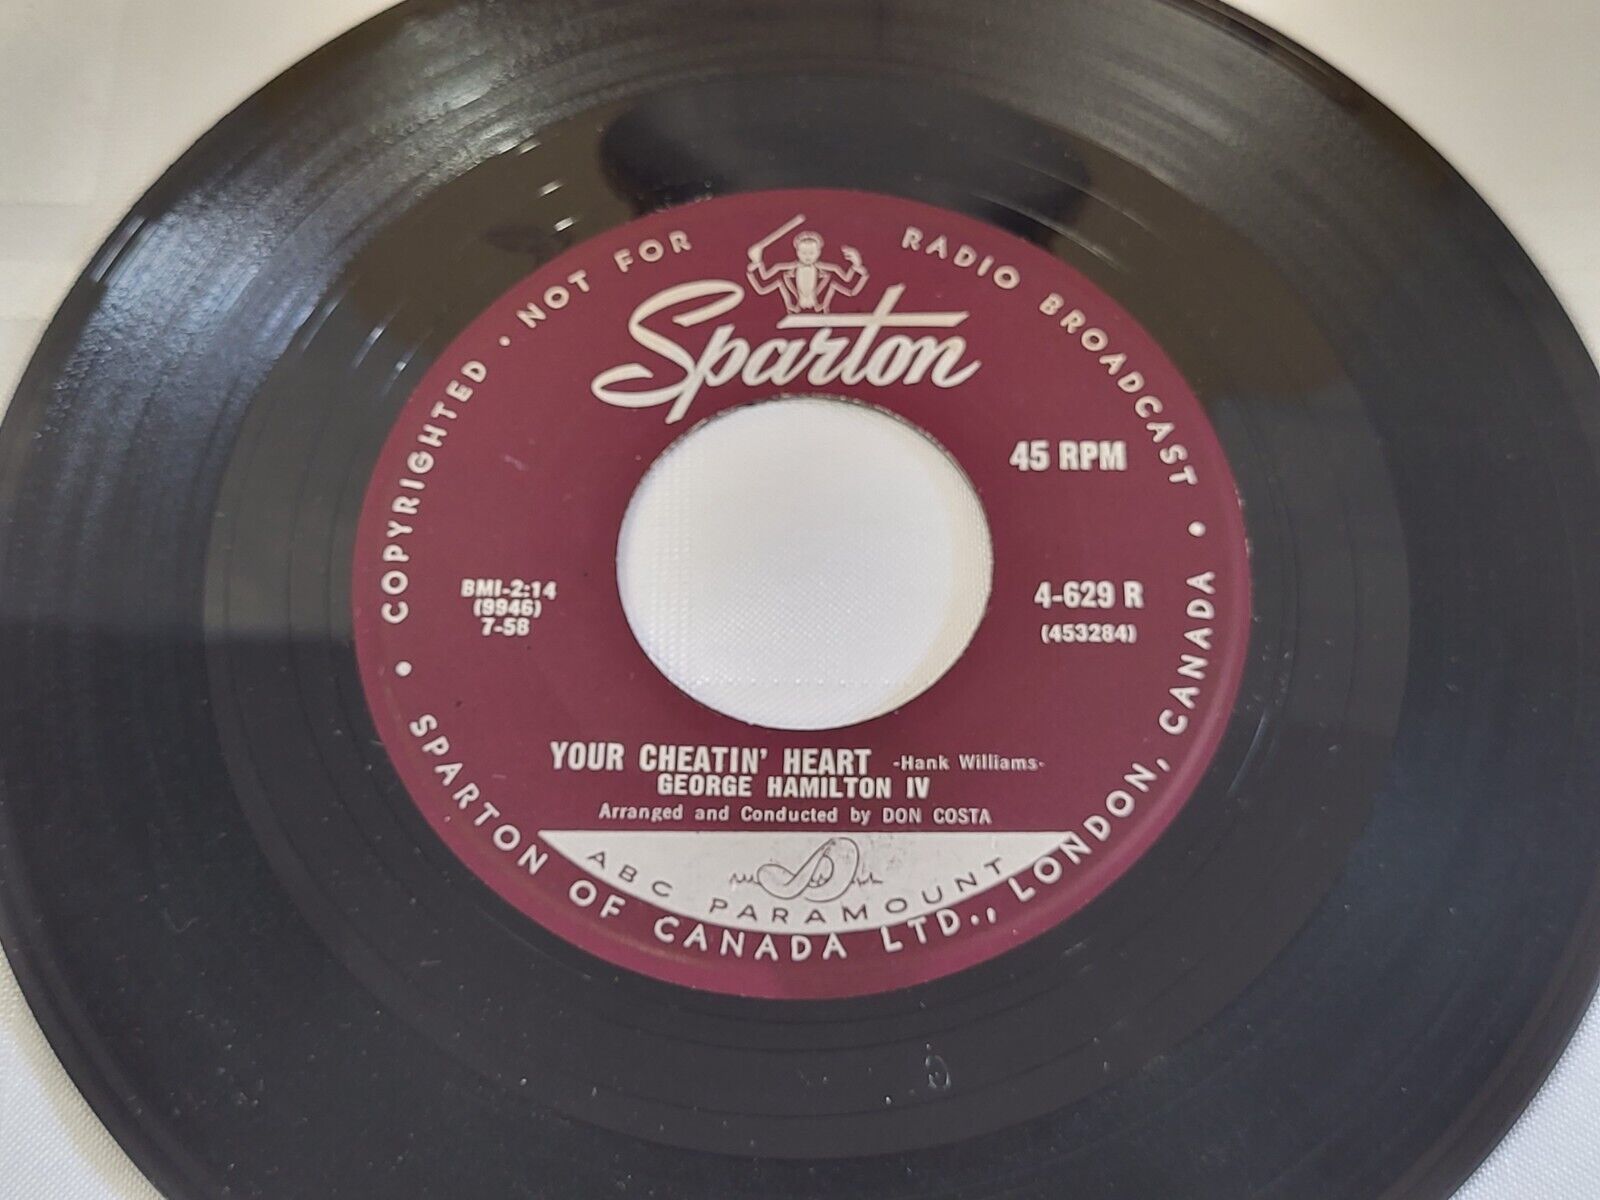 COPYRIGHTED • NOT FOR RADIO BROADCAST •
Sparton
45 RPM
BMI-2:14
(9946)
7-58
4-629 R
(453284)
YOUR CHEATIN' HEART -Hank Williams-
GEORGE HAMILTON IV
Arranged and Conducted by DON COSTA
ABC PARAMOUNT
• SPARTON OF CANADA LTD., LONDON, CANADA